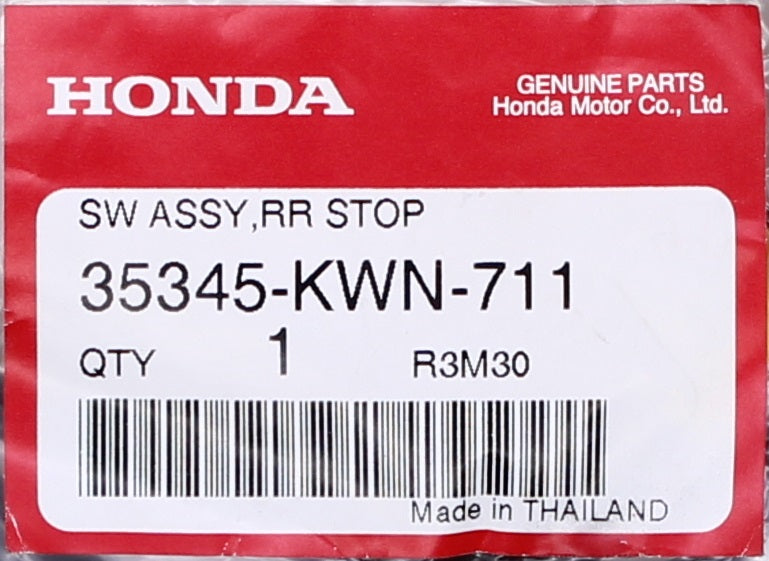 HONDA
GENUINE PARTS
Honda Motor Co., Ltd.
SW ASSY,RR STOP
35345-KWN-711
QTY 1 R3M30
Made in THAILAND